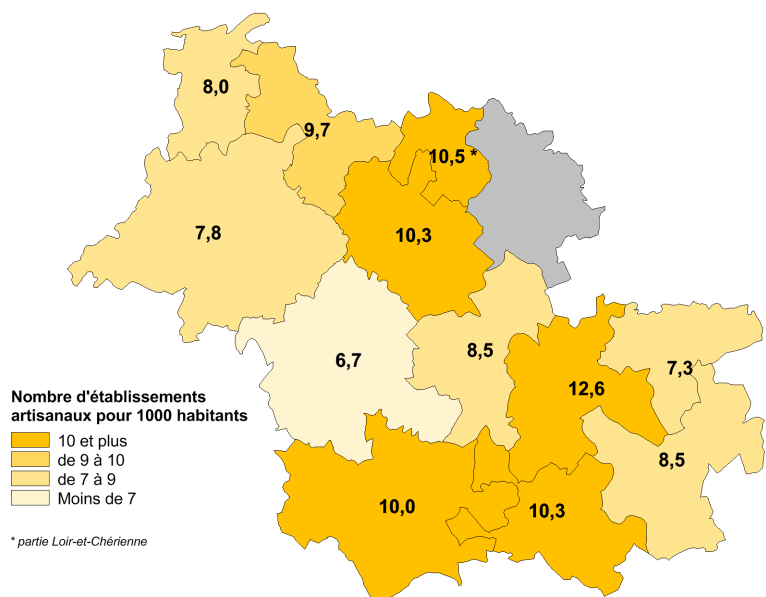 8,0
9,7
10,5 *
7,8
10,3
6,7
8,5
7,3
12,6
8,5
10,0
10,3
Nombre d'établissements
artisanaux pour 1000 habitants
10 et plus
de 9 à 10
de 7 à 9
Moins de 7
* partie Loir-et-Chérienne